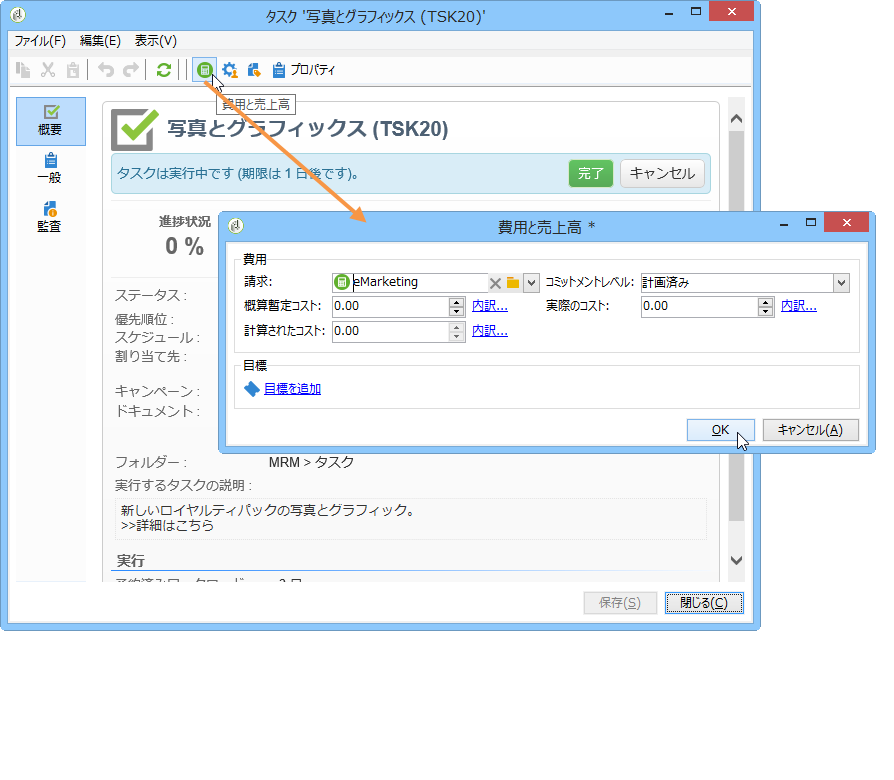 タスク '写真とグラフィックス (TSK20)'
ファイル(F) 編集(E) 表示(V)
プロパティ
費用と売上高
概要
一般
監査
写真とグラフィックス (TSK20)
タスクは実行中です (期限は 1 日後です)。
完了
キャンセル
進捗状況
0 %
ステータス :
優先順位 :
スケジュール :
割り当て先 :
キャンペーン :
ドキュメント :
フォルダー : MRM > タスク
実行するタスクの説明 :
新しいロイヤルティパックの写真とグラフィック。
>>詳細はこちら
実行
保存(S)
閉じる(C)
費用と売上高 *
費用
請求: eMarketing コミットメントレベル: 計画済み
概算暫定コスト: 0.00 内訳... 実際のコスト: 0.00 内訳...
計算されたコスト: 0.00 内訳...
目標
目標を追加
OK キャンセル(A)